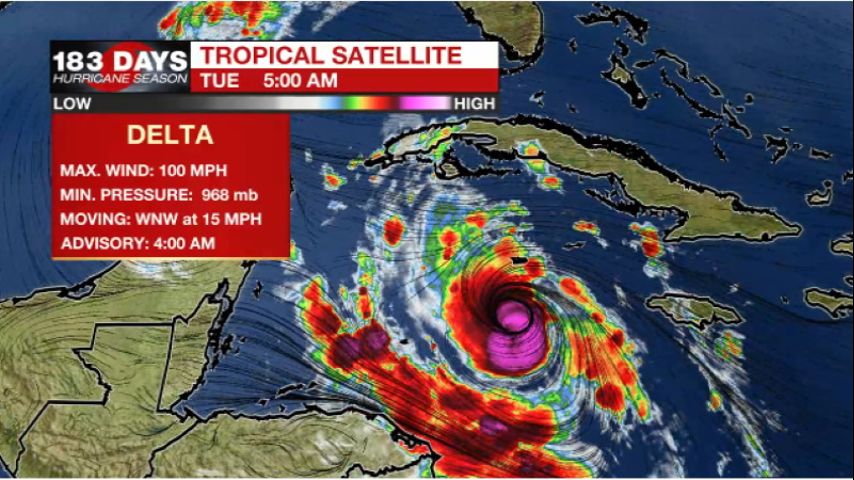 183 DAYS
HURRICANE SEASON
TROPICAL SATELLITE
TUE 5:00 AM
LOW
HIGH
DELTA
MAX. WIND: 100 MPH
MIN. PRESSURE: 968 mb
MOVING: WNW at 15 MPH
ADVISORY: 4:00 AM